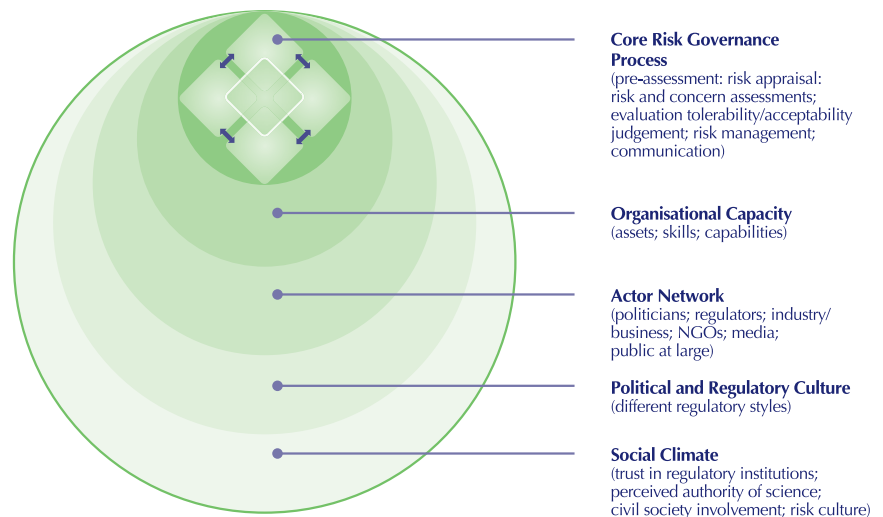 Core Risk Governance
Process
(pre-assessment: risk appraisal:
risk and concern assessments;
evaluation tolerability/acceptability
judgement; risk management;
communication)
Organisational Capacity
(assets; skills; capabilities)
Actor Network
(politicians; regulators; industry/
business; NGOs; media;
public at large)
Political and Regulatory Culture
(different regulatory styles)
Social Climate
(trust in regulatory institutions;
perceived authority of science;
civil society involvement; risk culture)